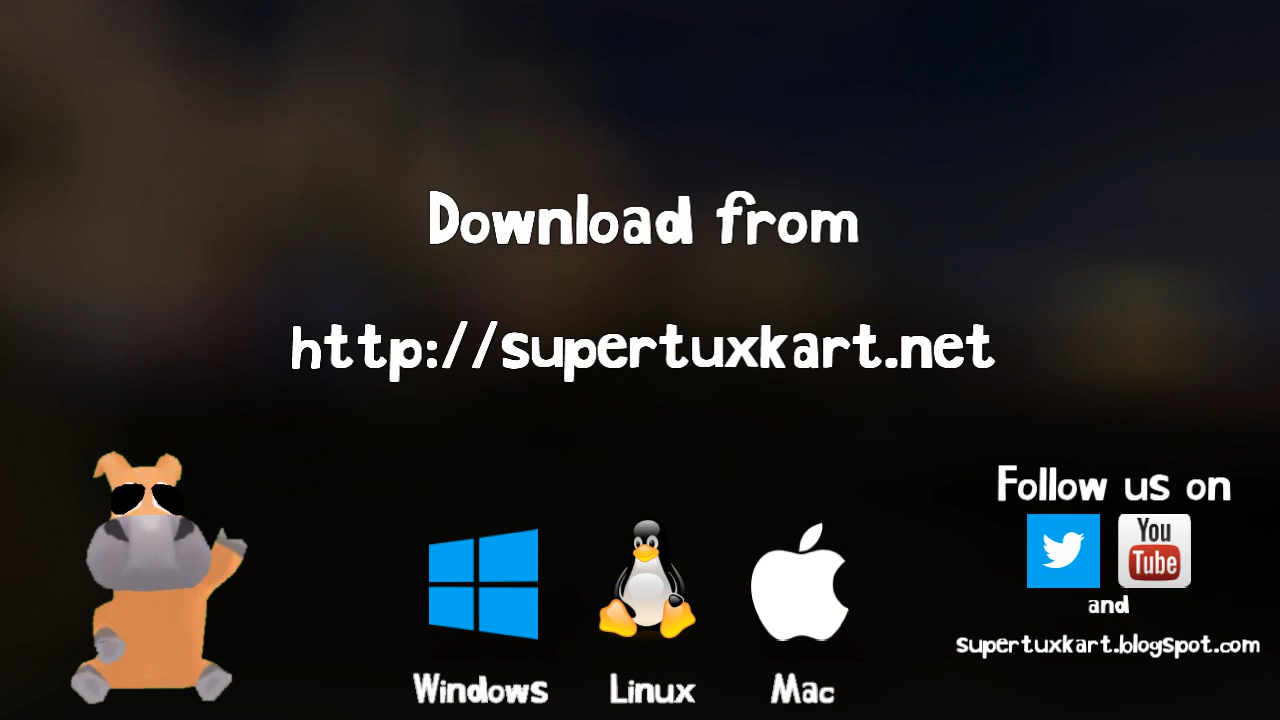 Download from
http://supertuxkart.net
Follow us on
You
Tube
and
supertuxkart.blogspot.com
Windows
Linux
Mac